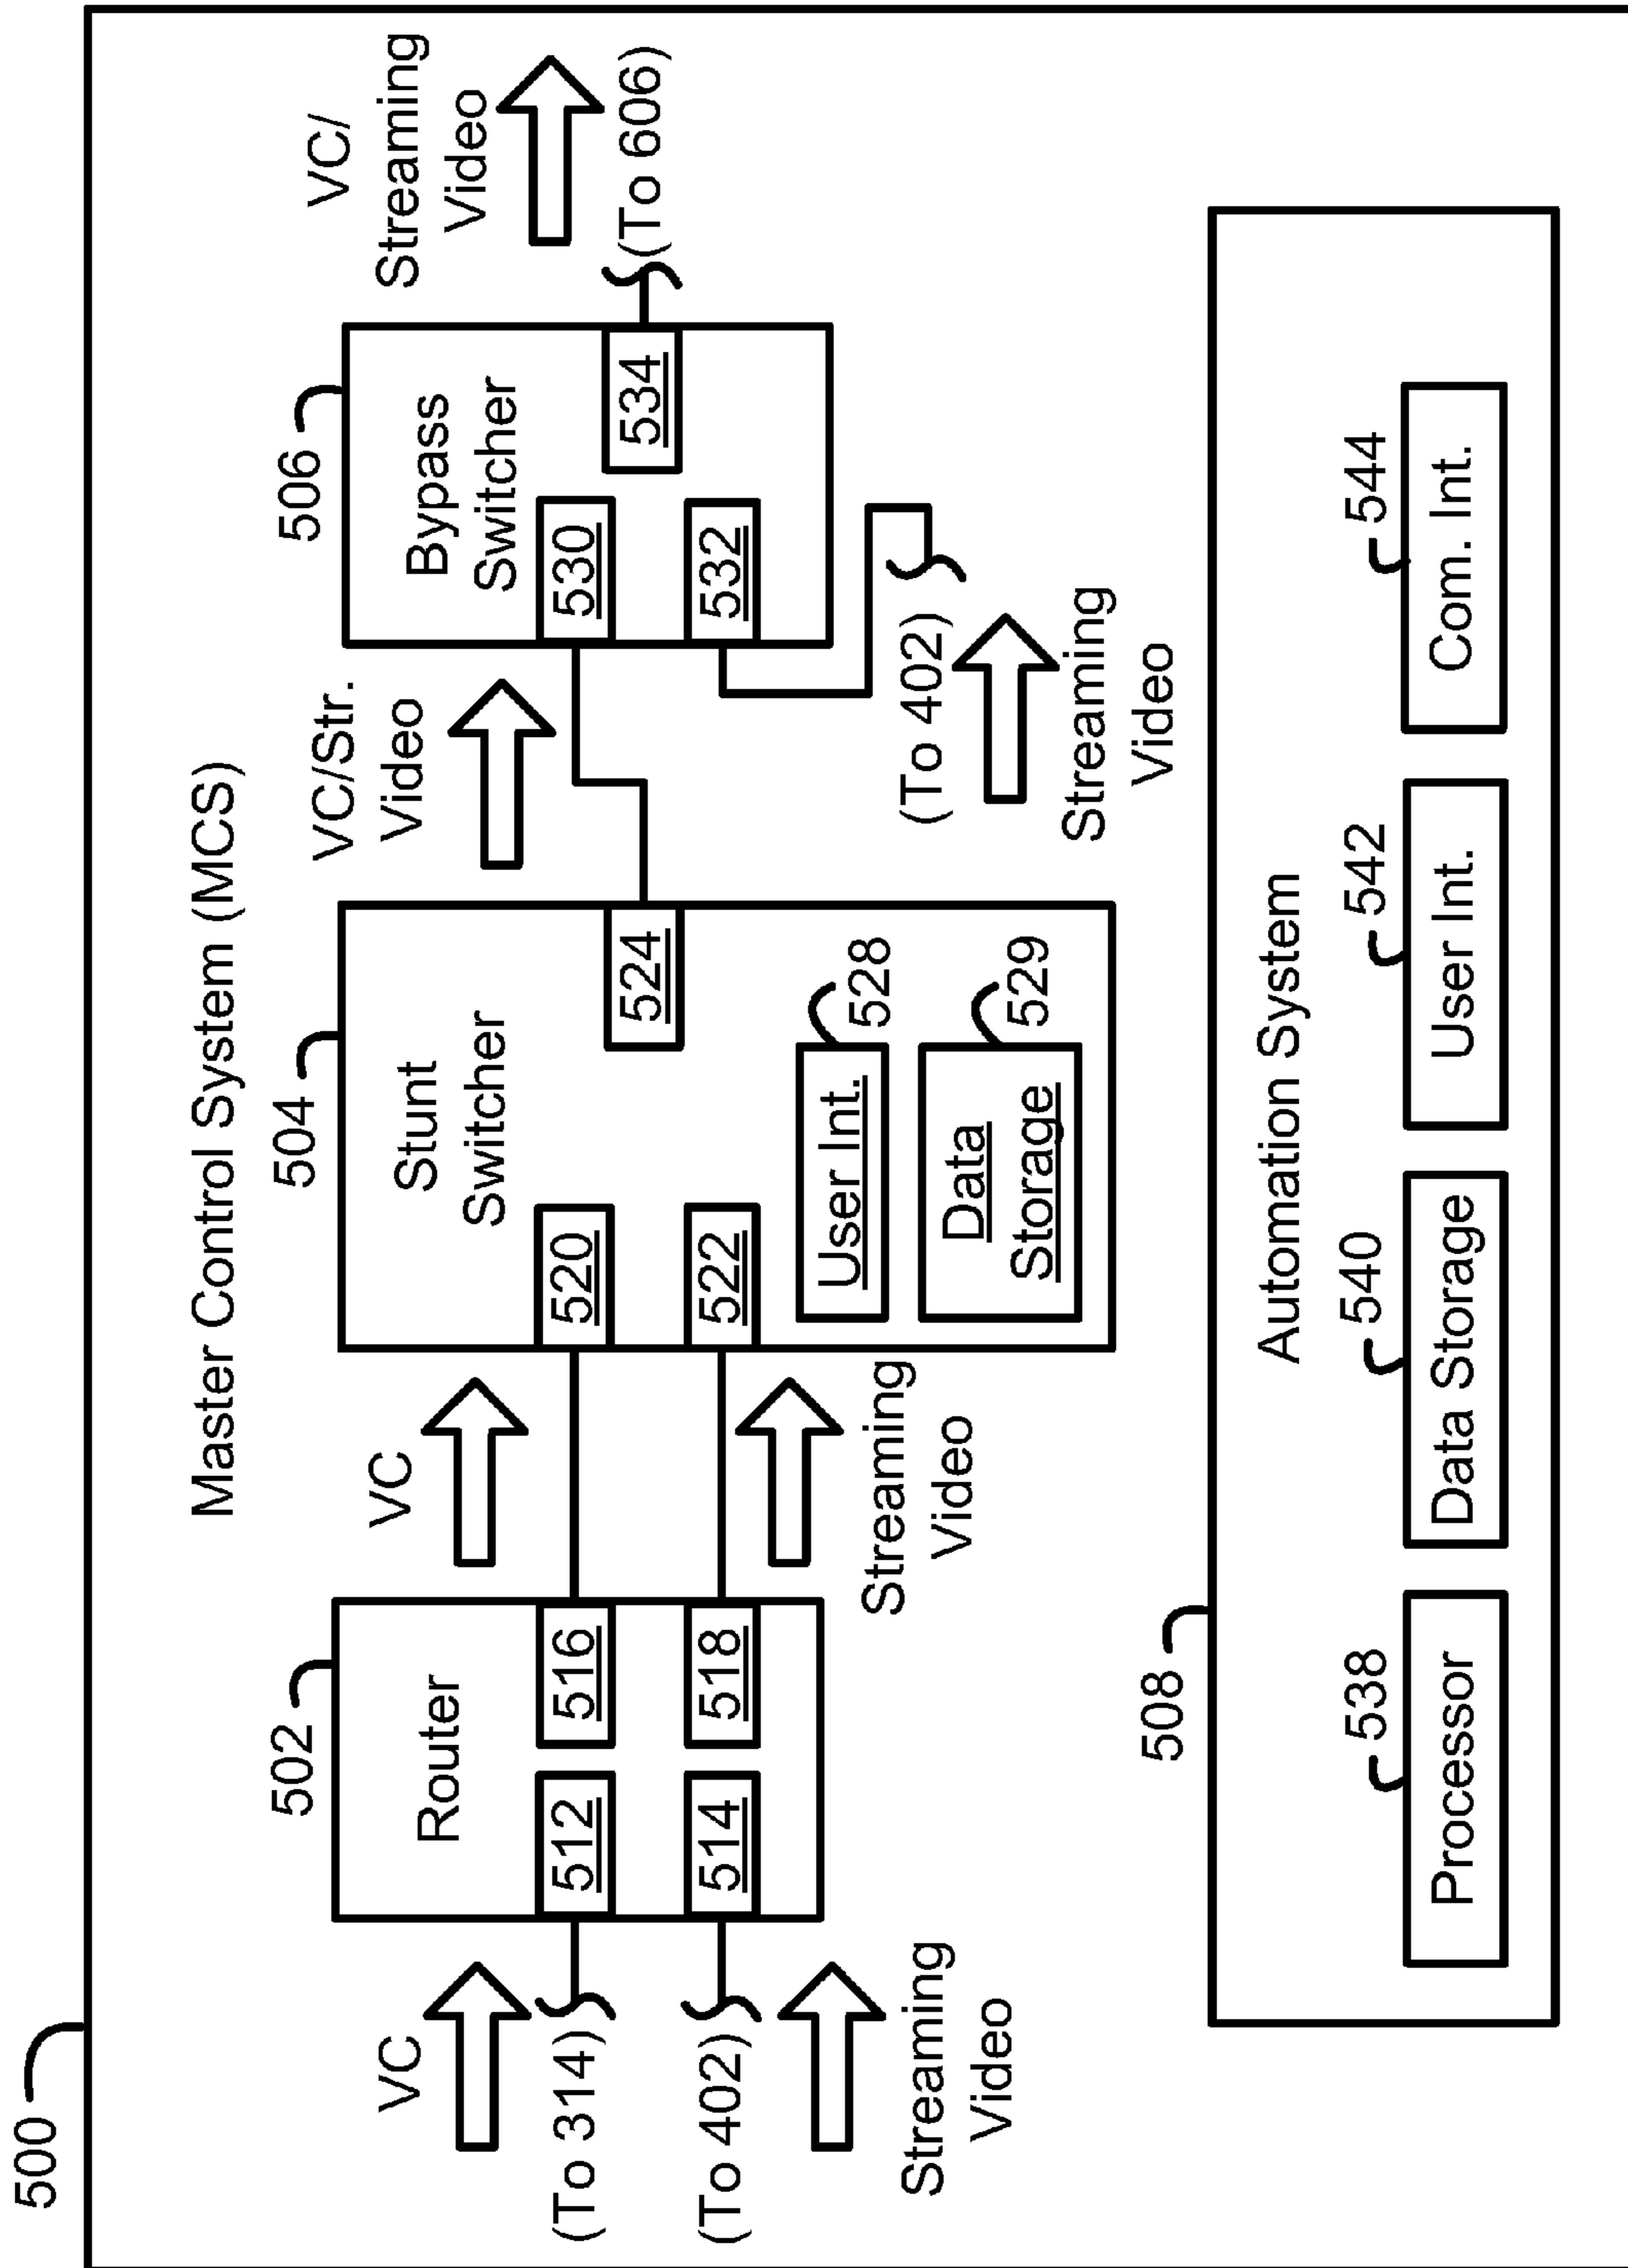 500
Master Control System (MCS)
502
Router
512
516
514
518
VC
(To 314)
(To 402)
Streaming
Video
VC
Streaming
Video
504
Stunt
Switcher
520
522
524
User Int.
528
Data
Storage
529
VC/Str.
Video
506
Bypass
Switcher
530
532
534
(To 402)
Streaming
Video
VC/
Streaming
Video
(To 606)
508
Automation System
538
Processor
540
Data Storage
542
User Int.
544
Com. Int.